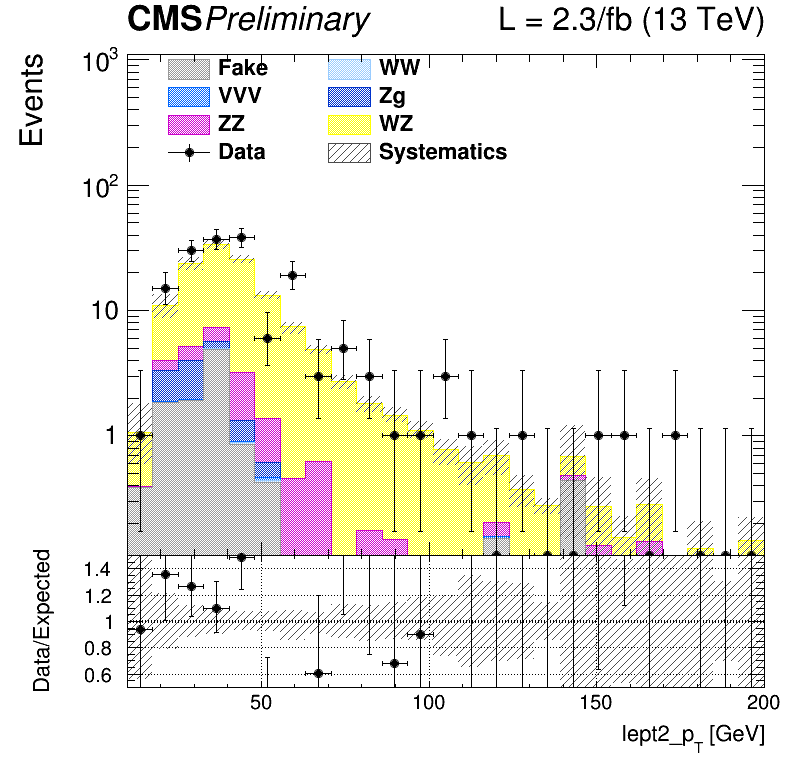 CMS Preliminary L = 2.3/fb (13 TeV)
Events
10³
10²
10
1
Fake WW
VVV Zg
ZZ WZ
Data Systematics
Data/Expected
1.4
1.2
1
0.8
0.6
50 100 150 200
lept2_p_T [GeV]